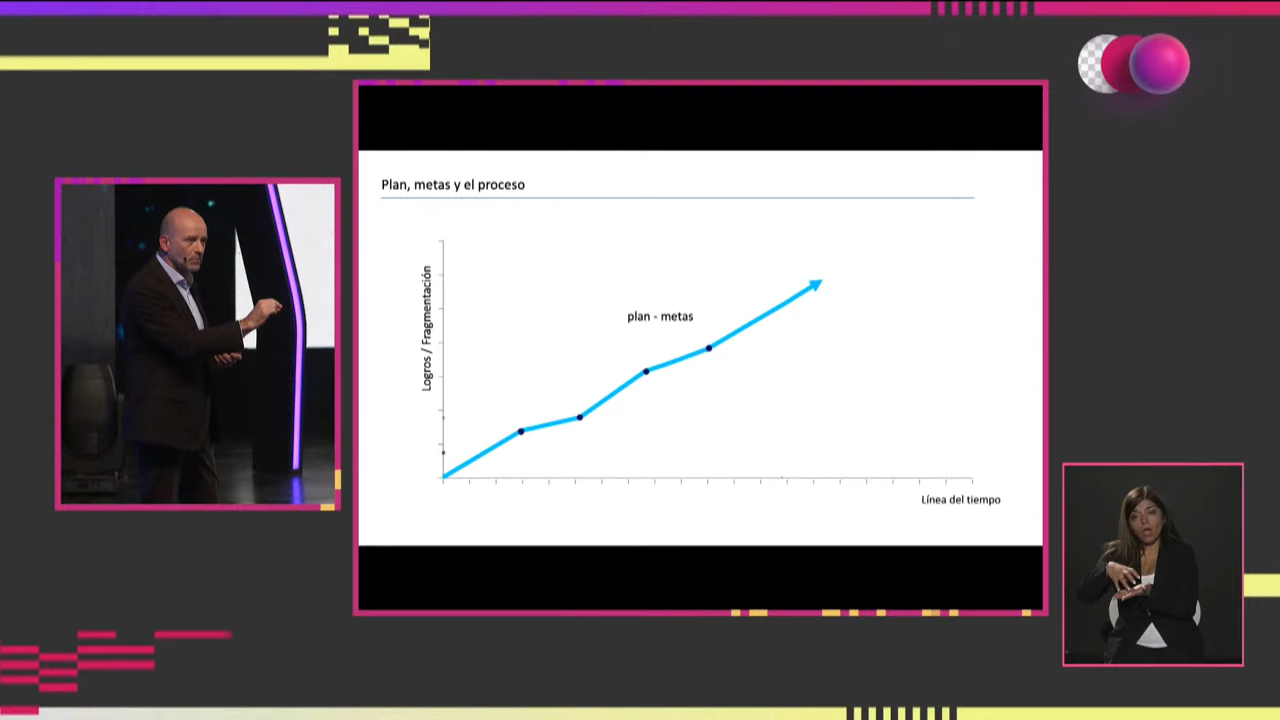 Plan, metas y el proceso
Logros / Fragmentación
plan - metas
Línea del tiempo